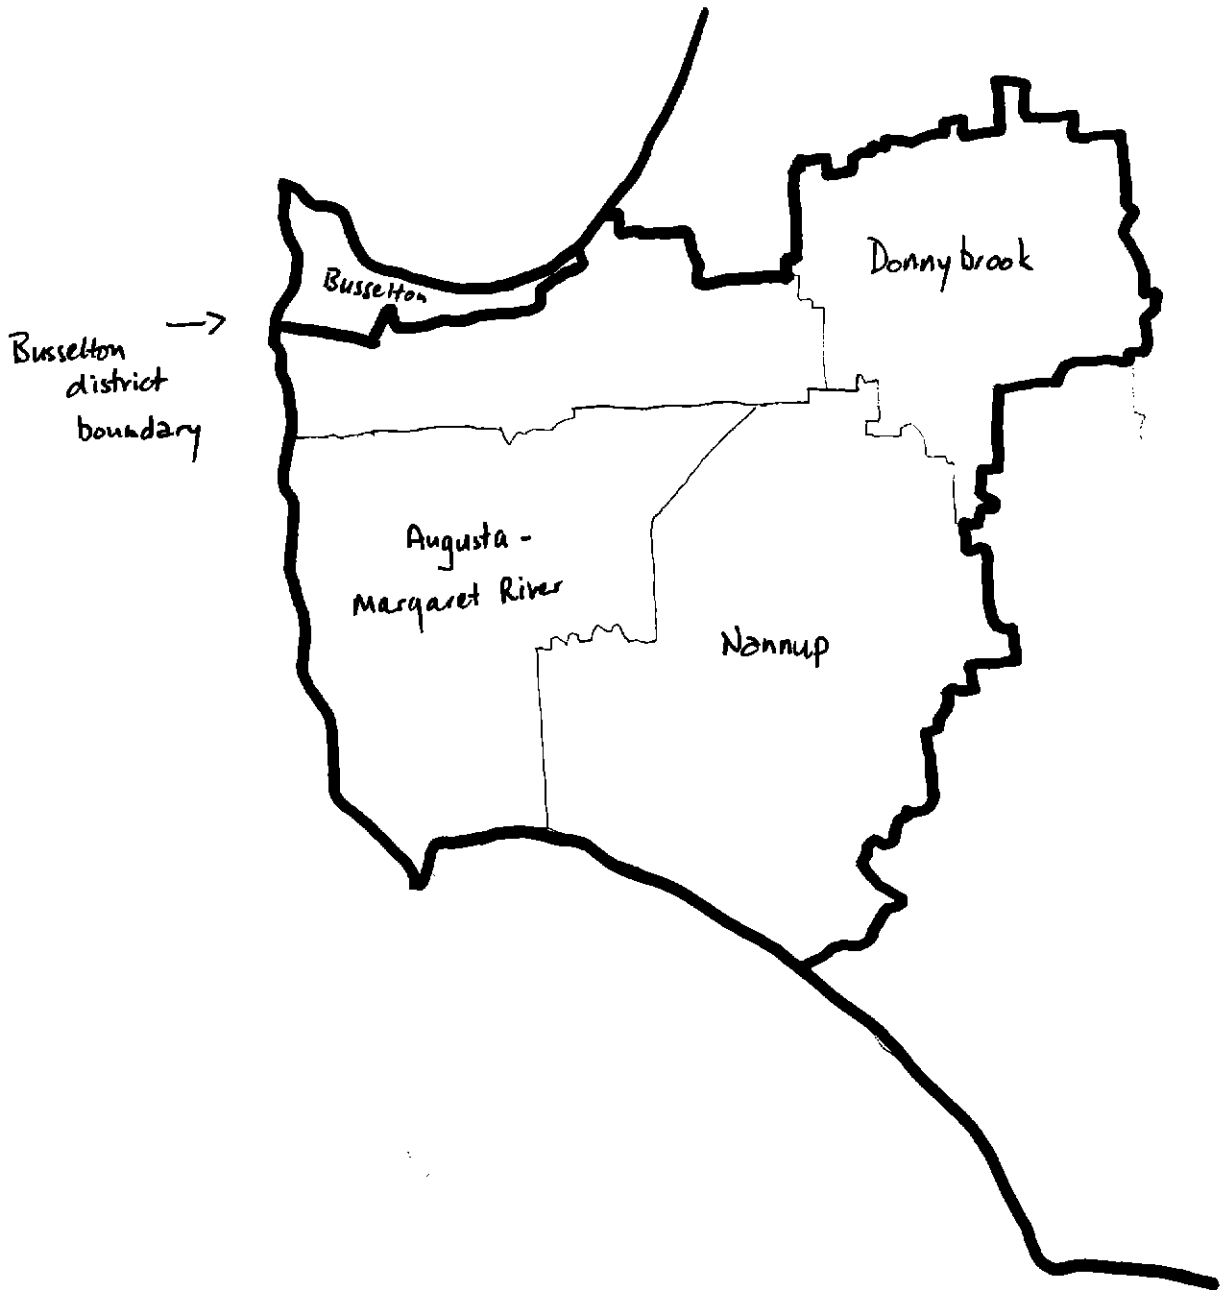 Donnybrook
Busselton
Busselton
district
boundary
Augusta -
Margaret River
Nannup